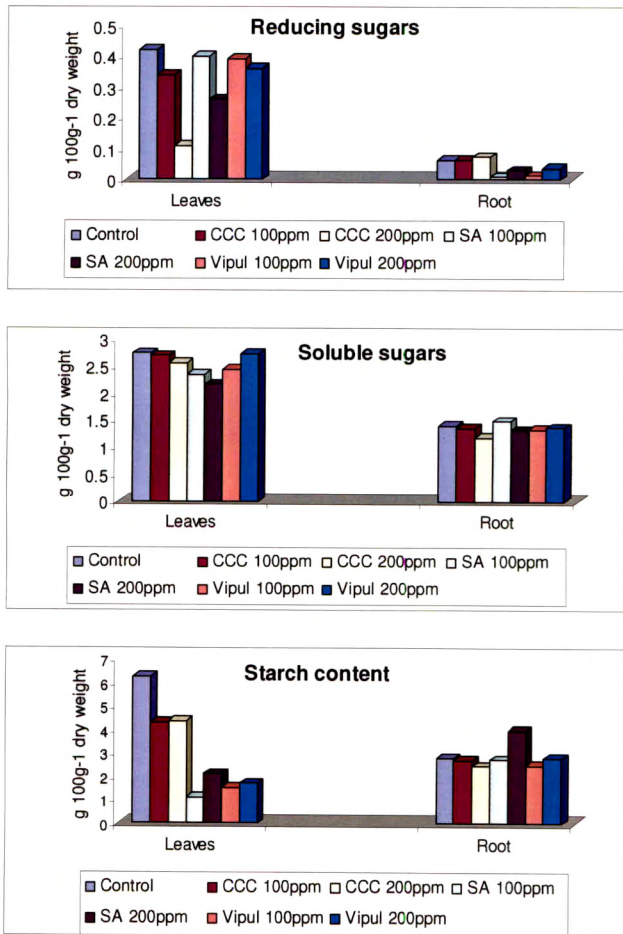 Reducing sugars
g 100g-1 dry weight
0.5
0.4
0.3
0.2
0.1
0
Leaves Root
Control CCC 100ppm CCC 200ppm SA 100ppm
SA 200ppm Vipul 100ppm Vipul 200ppm
Soluble sugars
g 100g-1 dry weight
3
2.5
2
1.5
1
0.5
0
Leaves Root
Control CCC 100ppm CCC 200ppm SA 100ppm
SA 200ppm Vipul 100ppm Vipul 200ppm
Starch content
g 100g-1 dry weight
7
6
5
4
3
2
1
0
Leaves Root
Control CCC 100ppm CCC 200ppm SA 100ppm
SA 200ppm Vipul 100ppm Vipul 200ppm